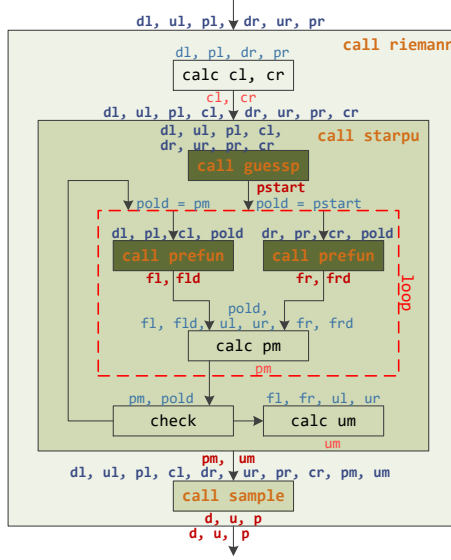 dl, ul, pl, dr, ur, pr
call riemann
dl, pl, dr, pr
calc cl, cr
cl, cr
dl, ul, pl, cl, dr, ur, pr, cr
dl, ul, pl, cl,
dr, ur, pr, cr
call starpu
call guessp
pstart
pold = pm
pold = pstart
dl, pl, cl, pold
dr, pr, cr, pold
call prefun
call prefun
fl, fld
fr, frd
loop
pold,
fl, fld, ul, ur, fr, frd
calc pm
pm
pm, pold
fl, fr, ul, ur
check
calc um
um
pm, um
dl, ul, pl, cl, dr, ur, pr, cr, pm, um
call sample
d, u, p
d, u, p